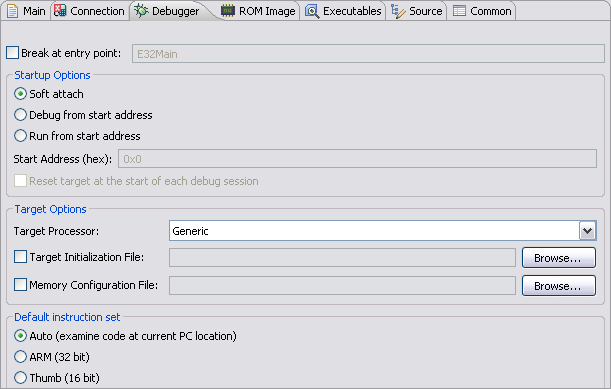 Main Connection Debugger ROM Image Executables Source Common
Break at entry point: E32Main
Startup Options
Soft attach
Debug from start address
Run from start address
Start Address (hex): 0x0
Reset target at the start of each debug session
Target Options
Target Processor: Generic
Target Initialization File: Browse...
Memory Configuration File: Browse...
Default instruction set
Auto (examine code at current PC location)
ARM (32 bit)
Thumb (16 bit)